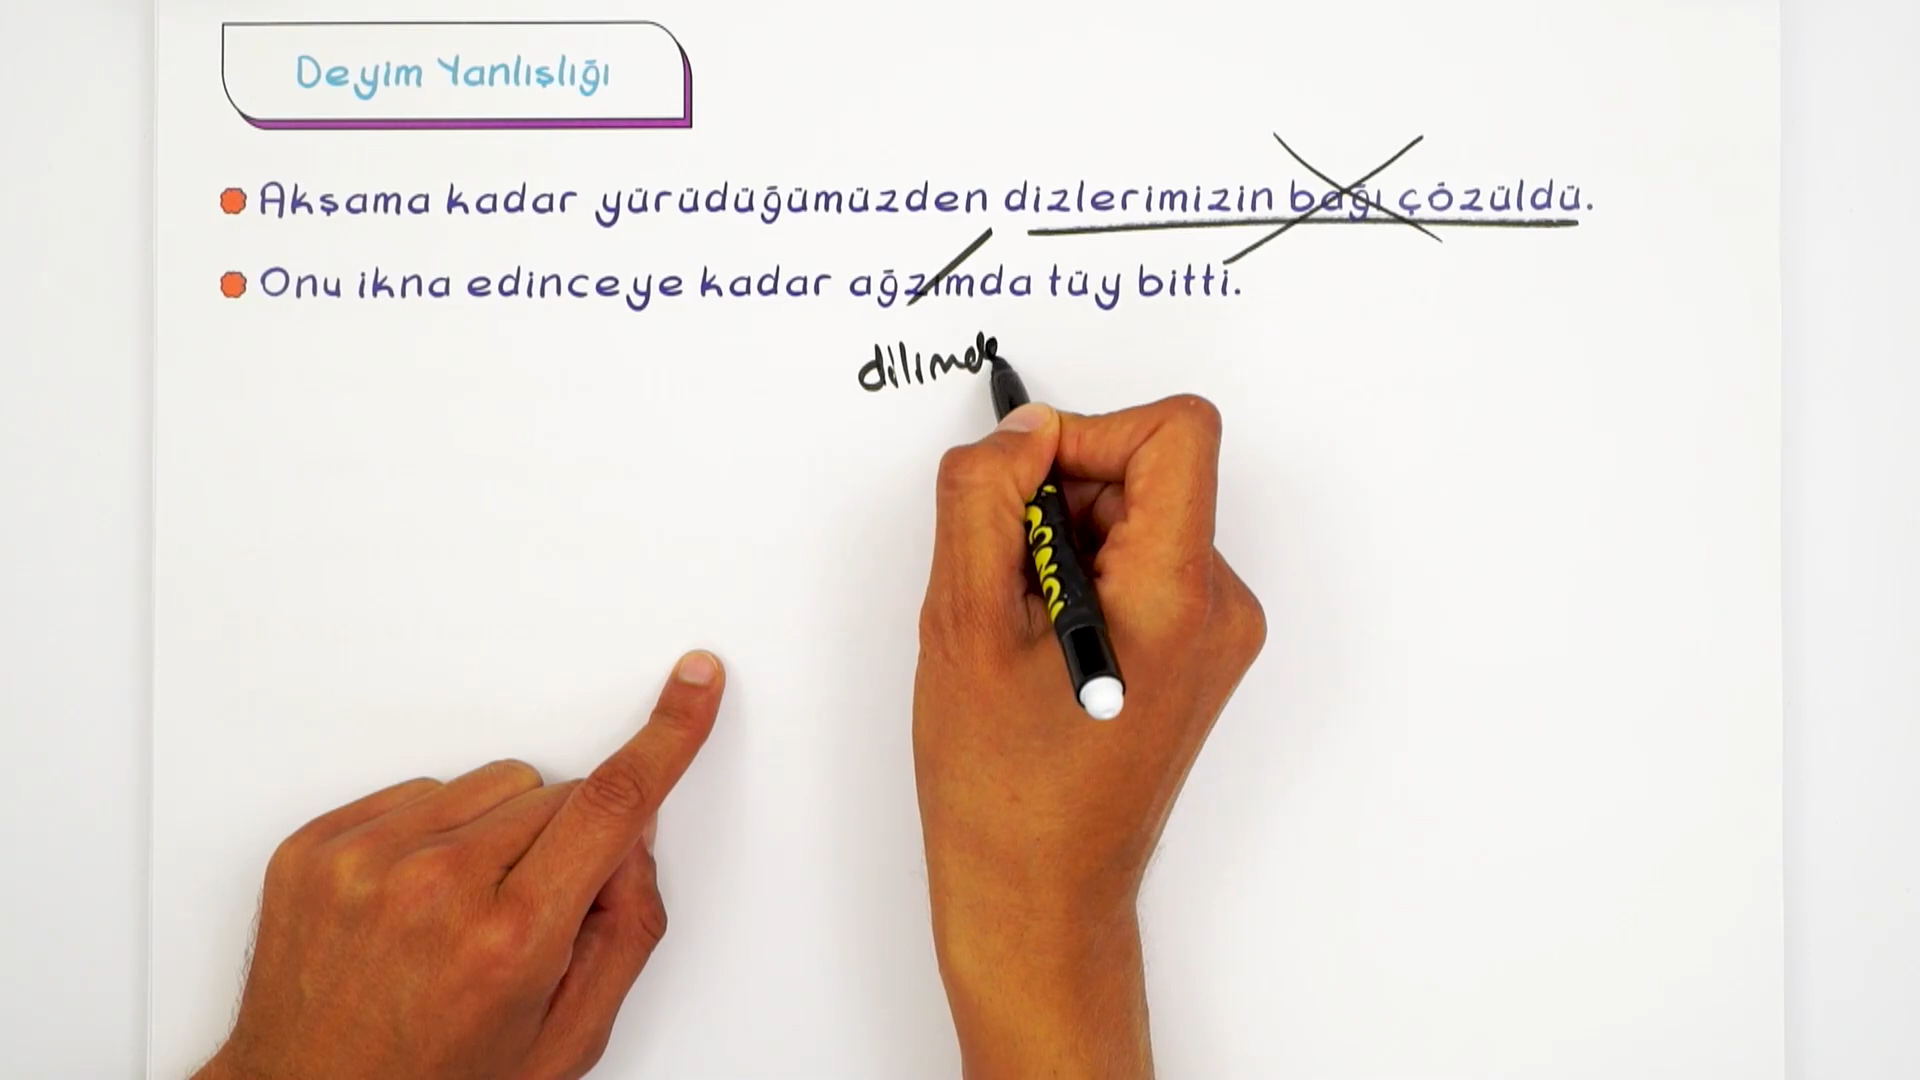 Deyim Yanlışlığı
Akşama kadar yürüdüğümüzden dizlerimizin bağı çözüldü.
Onu ikna edinceye kadar ağzımda tüy bitti.
dilimde